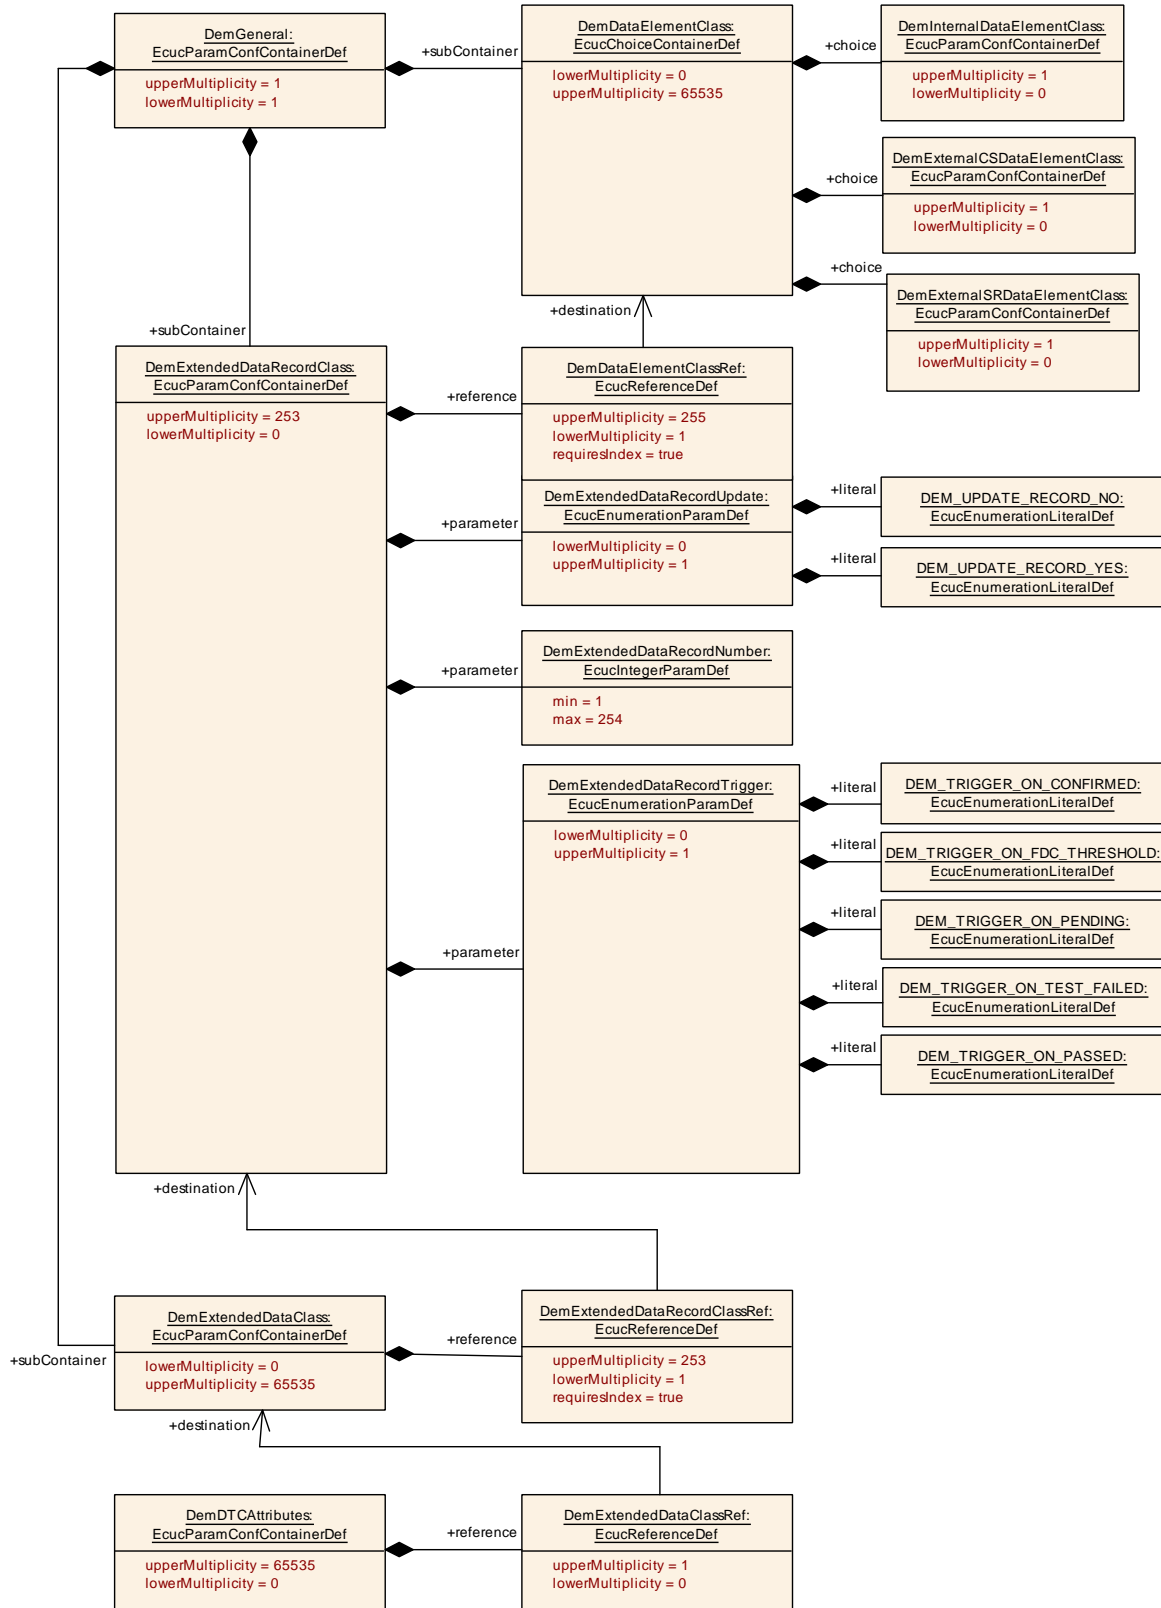 DemGeneral:
EcucParamConfContainerDef
upperMultiplicity = 1
lowerMultiplicity = 1
+subContainer
DemDataElementClass:
EcucChoiceContainerDef
lowerMultiplicity = 0
upperMultiplicity = 65535
+choice
DemInternalDataElementClass:
EcucParamConfContainerDef
upperMultiplicity = 1
lowerMultiplicity = 0
+choice
DemExternalCSDataElementClass:
EcucParamConfContainerDef
upperMultiplicity = 1
lowerMultiplicity = 0
+choice
DemExternalSRDataElementClass:
EcucParamConfContainerDef
upperMultiplicity = 1
lowerMultiplicity = 0
+destination
+subContainer
DemExtendedDataRecordClass:
EcucParamConfContainerDef
upperMultiplicity = 253
lowerMultiplicity = 0
+reference
DemDataElementClassRef:
EcucReferenceDef
upperMultiplicity = 255
lowerMultiplicity = 1
requiresIndex = true
+parameter
DemExtendedDataRecordUpdate:
EcucEnumerationParamDef
lowerMultiplicity = 0
upperMultiplicity = 1
+literal
DEM_UPDATE_RECORD_NO:
EcucEnumerationLiteralDef
+literal
DEM_UPDATE_RECORD_YES:
EcucEnumerationLiteralDef
+parameter
DemExtendedDataRecordNumber:
EcucIntegerParamDef
min = 1
max = 254
+parameter
DemExtendedDataRecordTrigger:
EcucEnumerationParamDef
lowerMultiplicity = 0
upperMultiplicity = 1
+literal
DEM_TRIGGER_ON_CONFIRMED:
EcucEnumerationLiteralDef
+literal
DEM_TRIGGER_ON_FDC_THRESHOLD:
EcucEnumerationLiteralDef
+literal
DEM_TRIGGER_ON_PENDING:
EcucEnumerationLiteralDef
+literal
DEM_TRIGGER_ON_TEST_FAILED:
EcucEnumerationLiteralDef
+literal
DEM_TRIGGER_ON_PASSED:
EcucEnumerationLiteralDef
+destination
+subContainer
DemExtendedDataClass:
EcucParamConfContainerDef
lowerMultiplicity = 0
upperMultiplicity = 65535
+reference
DemExtendedDataRecordClassRef:
EcucReferenceDef
upperMultiplicity = 253
lowerMultiplicity = 1
requiresIndex = true
+destination
DemDTCAttributes:
EcucParamConfContainerDef
upperMultiplicity = 65535
lowerMultiplicity = 0
+reference
DemExtendedDataClassRef:
EcucReferenceDef
upperMultiplicity = 1
lowerMultiplicity = 0